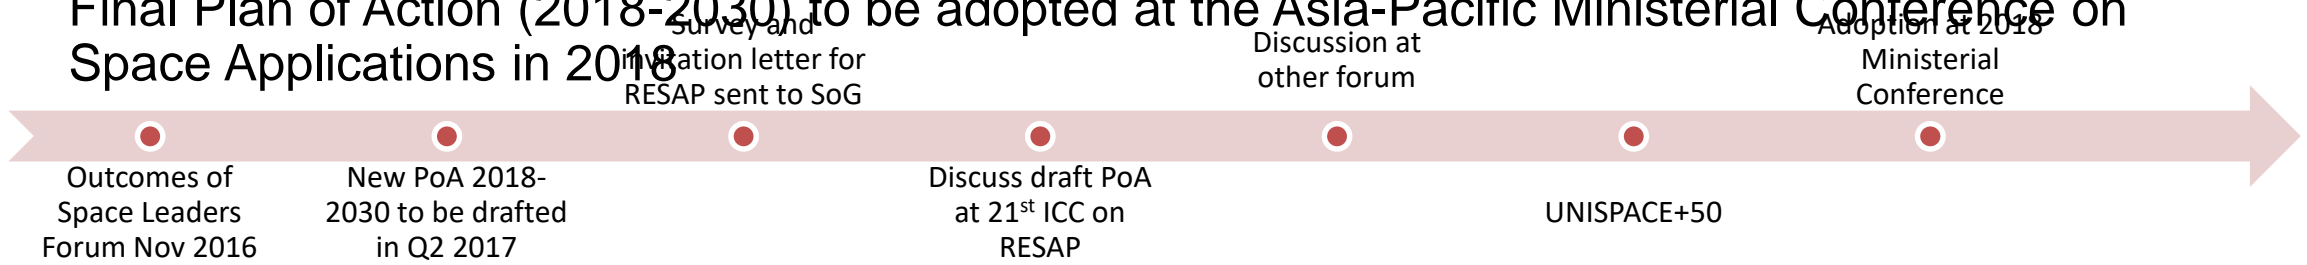 Final Plan of Action (2018-2030) to be adopted at the Asia-Pacific Ministerial Conference on
Space Applications in 2018
Outcomes of
Space Leaders
Forum Nov 2016
New PoA 2018-
2030 to be drafted
in Q2 2017
Survey and
invitation letter for
RESAP sent to SoG
Discuss draft PoA
at 21st ICC on
RESAP
Discussion at
other forum
UNISPACE+50
Adoption at 2018
Ministerial
Conference